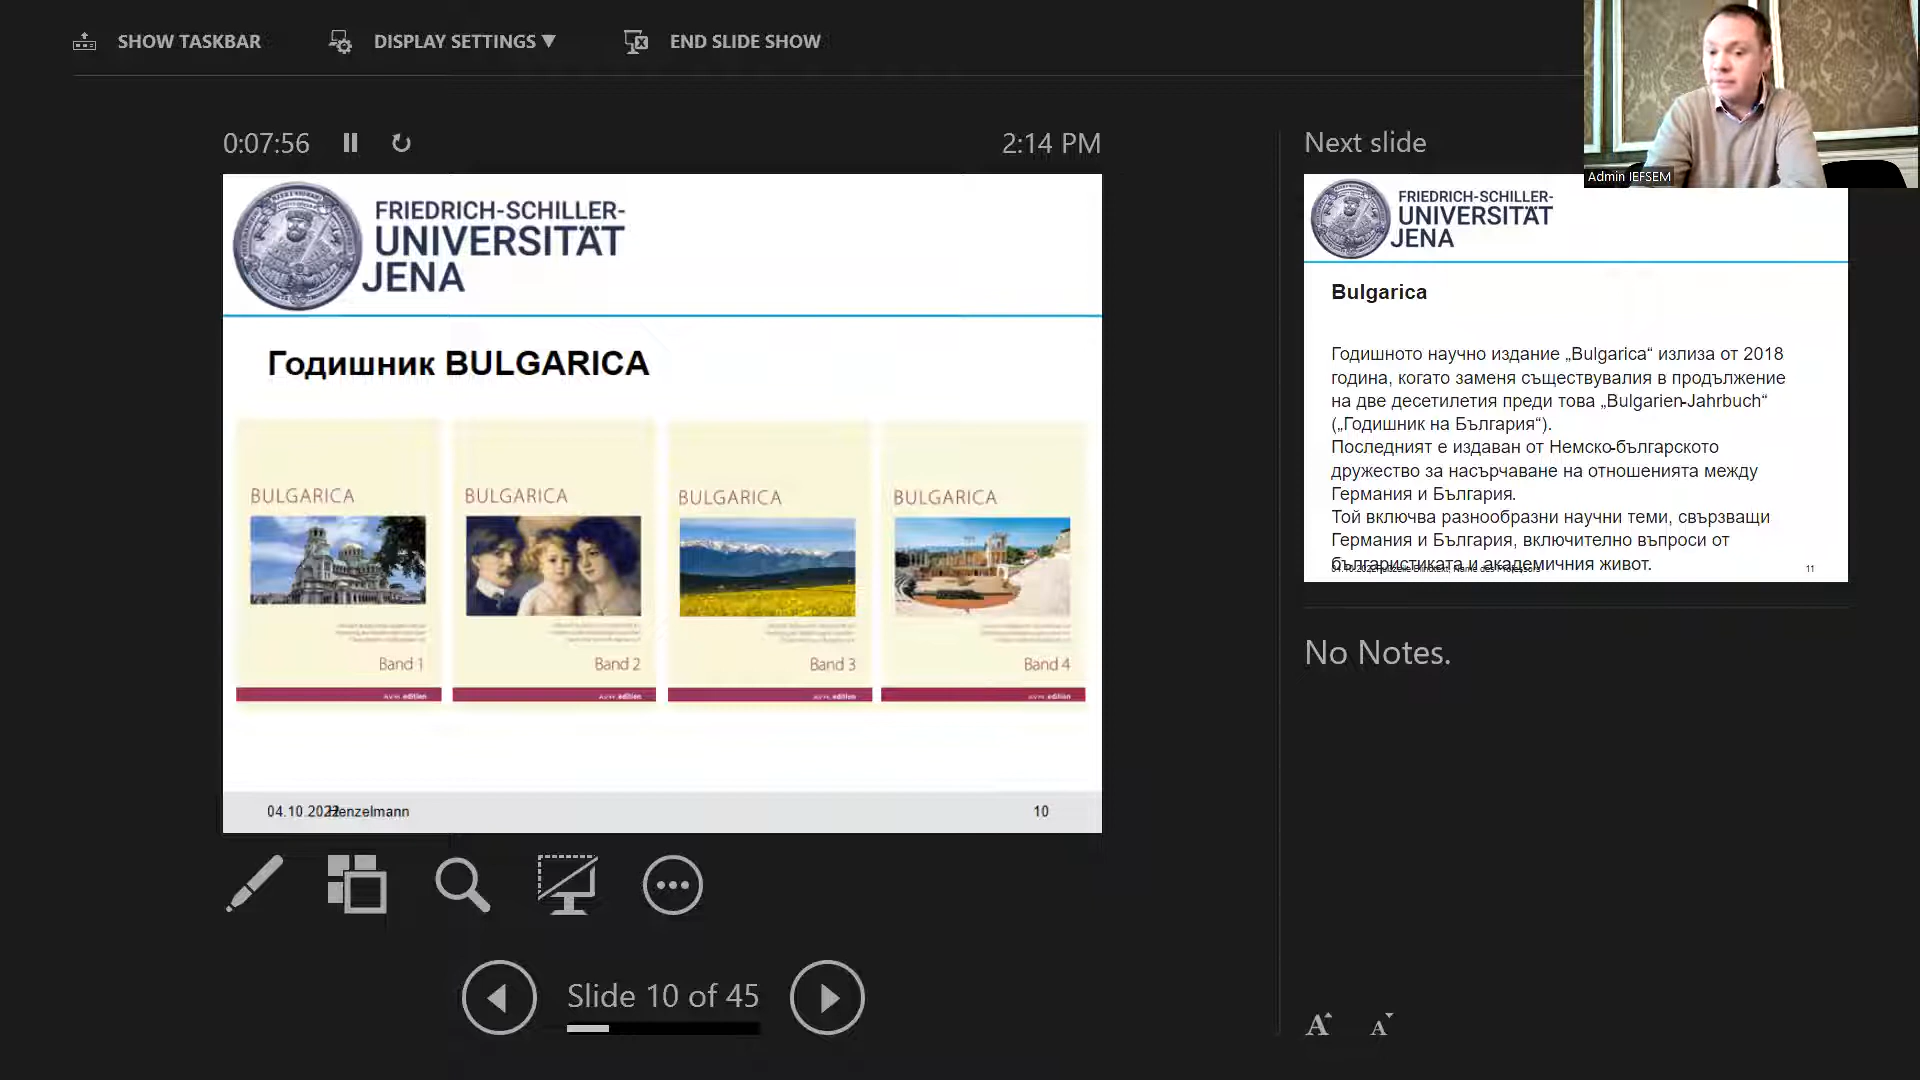 SHOW TASKBAR
DISPLAY SETTINGS ▼
END SLIDE SHOW
Admin IEFSEM
0:07:56
2:14 PM
FRIEDRICH-SCHILLER-
UNIVERSITÄT
JENA
Годишник BULGARICA
BULGARICA
Band 1
edition
BULGARICA
Band 2
edition
BULGARICA
Band 3
edition
BULGARICA
Band 4
edition
Henzelmann
10
Slide 10 of 45
Next slide
FRIEDRICH-SCHILLER-
UNIVERSITÄT
JENA
Bulgarica
Годишното научно издание „Bulgarica“ излиза от 2018
година, когато заменя съществувалия в продължение
на две десетилетия преди това „Bulgarien-Jahrbuch“
(„Годишник на България“).
Последният е издаван от Немско-българското
дружество за насърчаване на отношенията между
Германия и България.
Той включва разнообразни научни теми, свързващи
Германия и България, включително въпроси от
българистиката и академичния живот.
11
No Notes.
A A